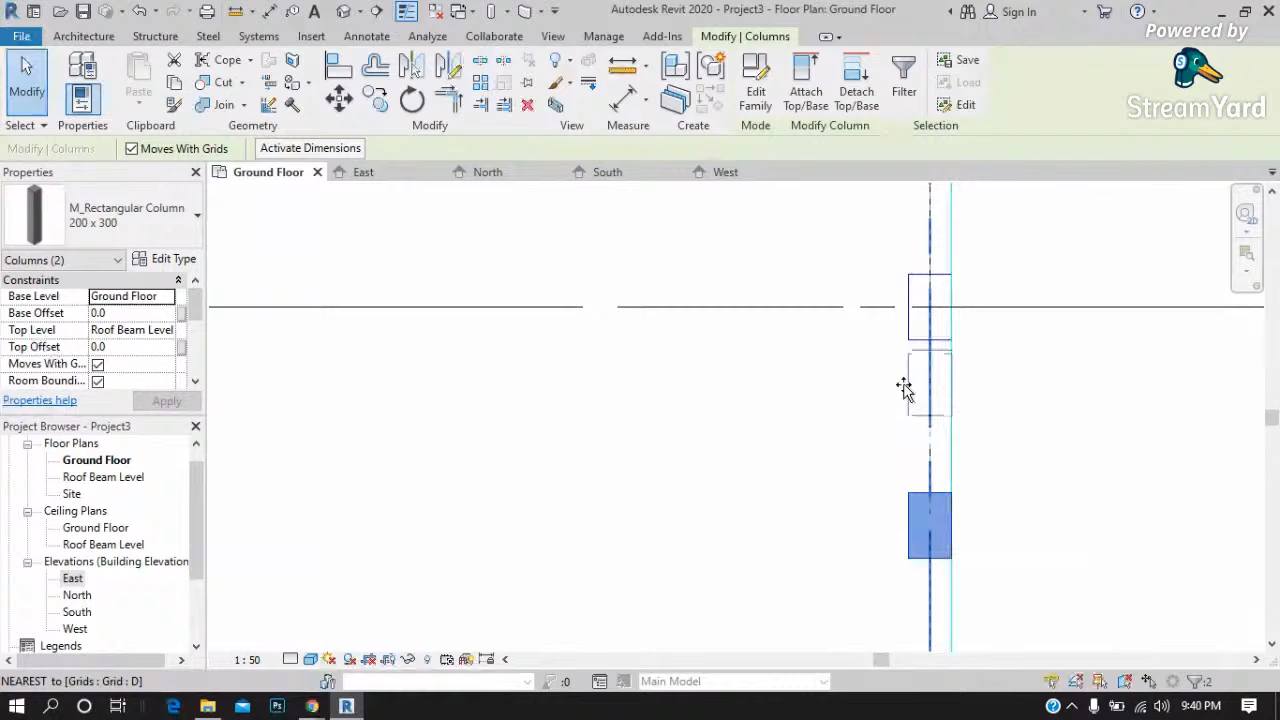 Autodesk Revit 2020 - Project3 - Floor Plan: Ground Floor
Sign In
File Architecture Structure Steel Systems Insert Annotate Analyze Collaborate View Manage Add-Ins Modify | Columns
Powered by
StreamYard
Modify
Properties
Paste
Cope
Cut
Join
Edit Family
Attach Top/Base
Detach Top/Base
Filter
Save
Load
Edit
Select Properties Clipboard Geometry Modify View Measure Create Mode Modify Column Selection
Modify | Columns Moves With Grids Activate Dimensions
Properties
Ground Floor East North South West
M_Rectangular Column
200 x 300
Columns (2) Edit Type
Constraints
Base Level Ground Floor
Base Offset 0.0
Top Level Roof Beam Level
Top Offset 0.0
Moves With G...
Room Boundi...
Properties help Apply
Project Browser - Project3
Floor Plans
Ground Floor
Roof Beam Level
Site
Ceiling Plans
Ground Floor
Roof Beam Level
Elevations (Building Elevation
East
North
South
West
Legends
1 : 50
NEAREST to [Grids : Grid : D] :0 Main Model :2
9:40 PM